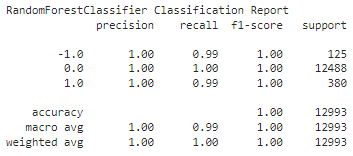 RandomForestClassifier Classification Report
precision recall f1-score support
-1.0 1.00 0.99 1.00 125
0.0 1.00 1.00 1.00 12488
1.0 1.00 0.99 1.00 380
accuracy 1.00 12993
macro avg 1.00 0.99 1.00 12993
weighted avg 1.00 1.00 1.00 12993